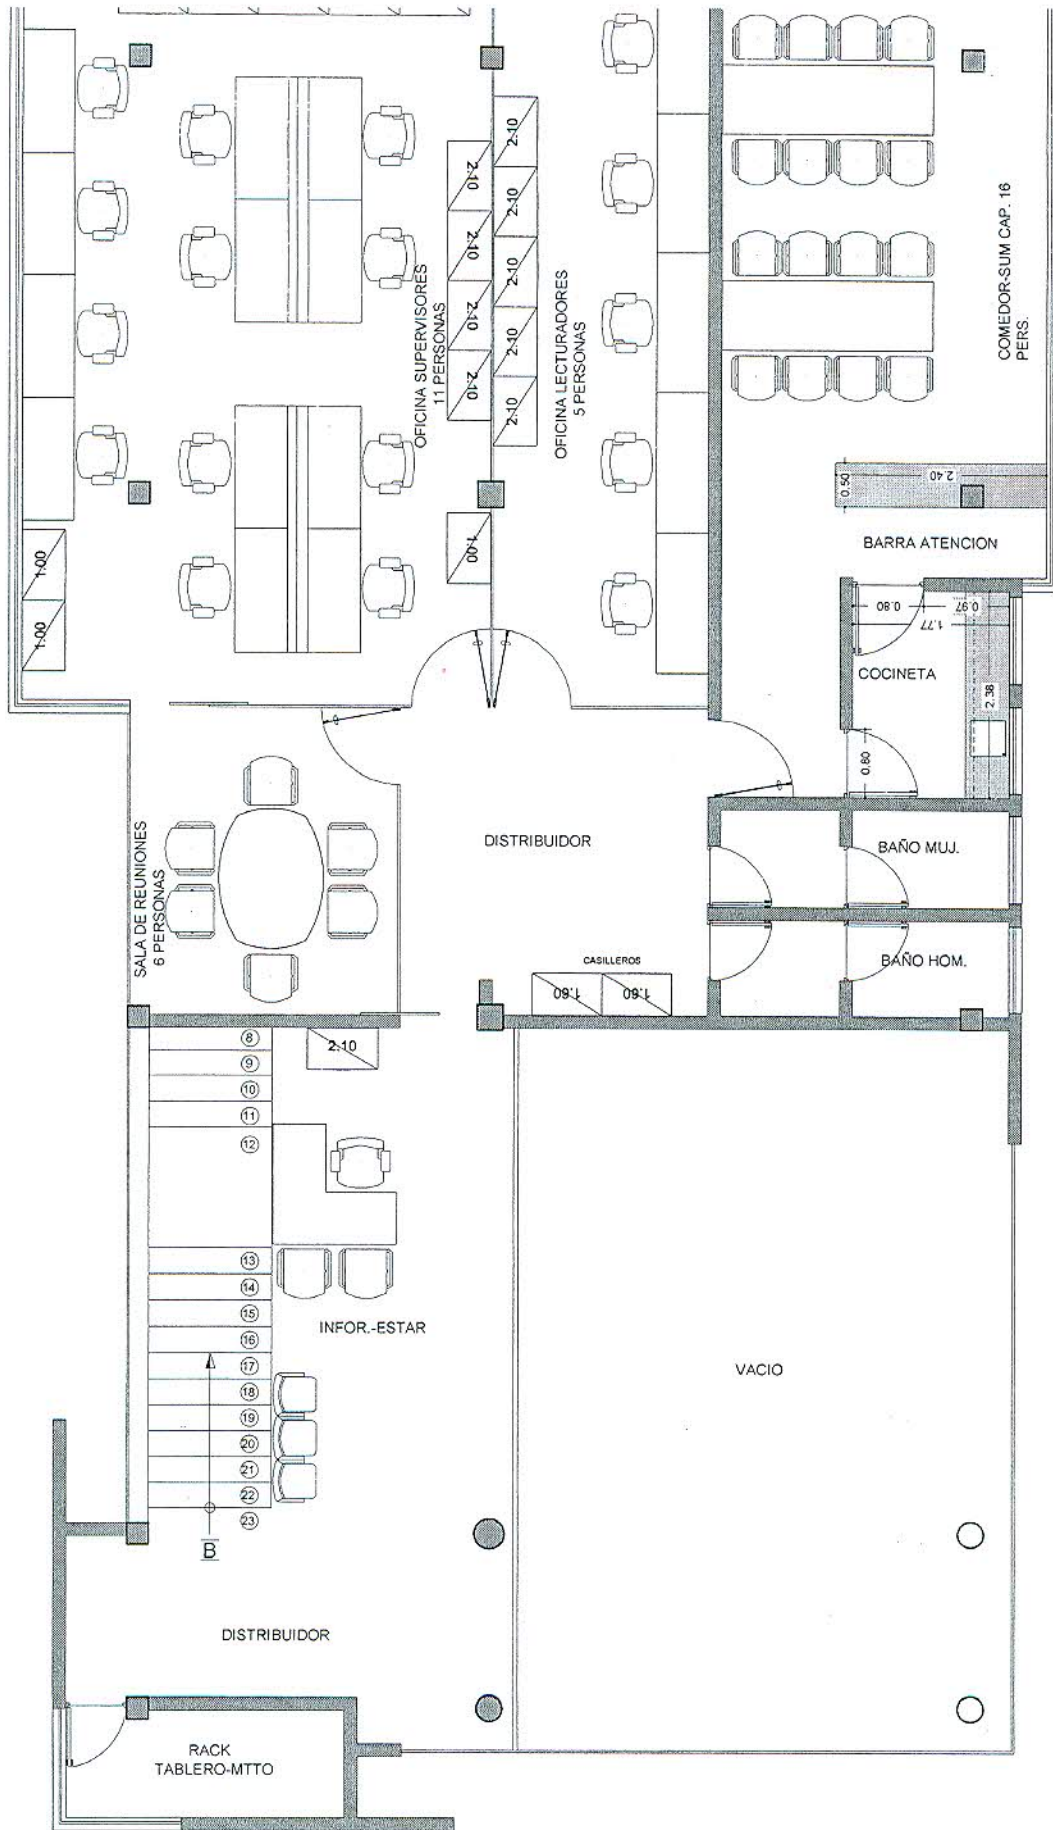 2.10
2.10
2.10
2.10
2.10
2.10
2.10
2.10
2.10
OFICINA SUPERVISORES
11 PERSONAS
OFICINA LECTURADORES
5 PERSONAS
COMEDOR-SUM CAP. 16
PERS.
0.50
2.40
BARRA ATENCION
1.00
1.00
1.00
0.80
0.97
1.77
COCINETA
2.38
0.80
SALA DE REUNIONES
6 PERSONAS
DISTRIBUIDOR
BAÑO MUJ.
BAÑO HOM.
CASILLEROS
1.60
1.60
2.10
8
9
10
11
12
13
14
15
16
17
18
19
20
21
22
23
B
INFOR.-ESTAR
VACIO
DISTRIBUIDOR
RACK
TABLERO-MTTO